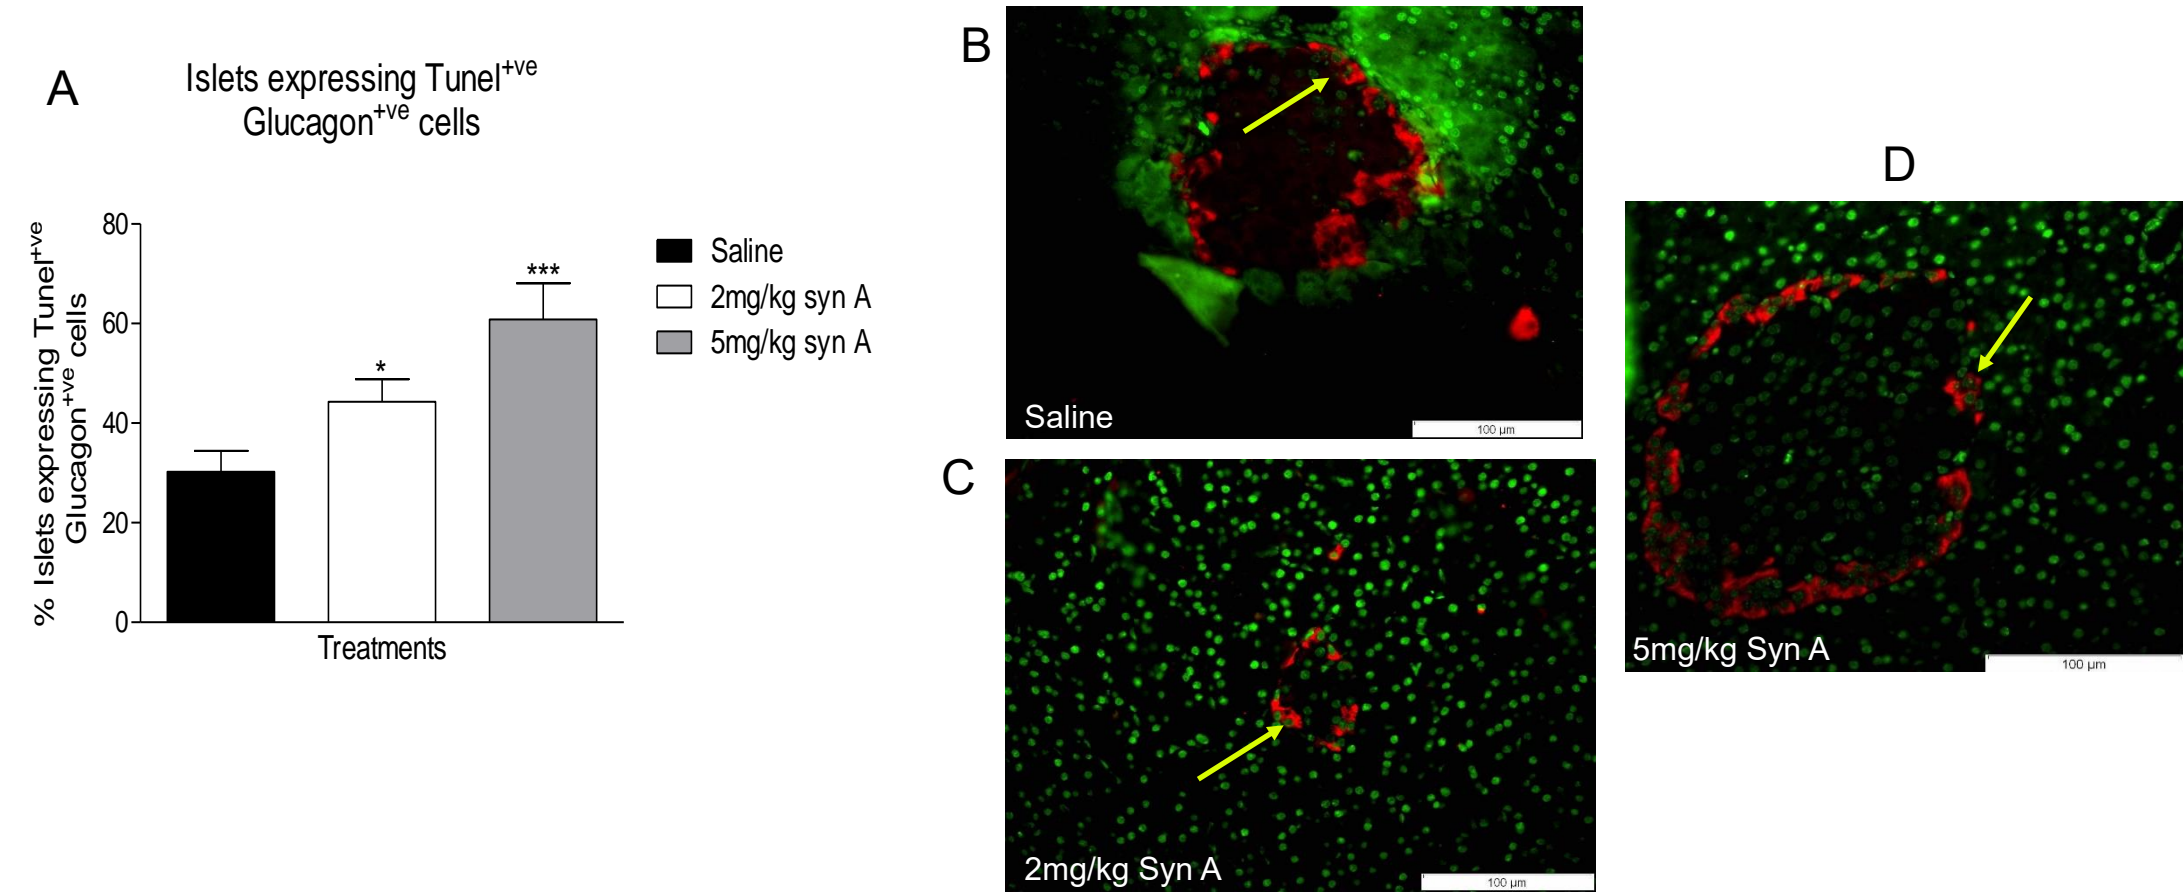 A
Islets expressing Tunel+ve
Glucagon+ve cells
% Islets expressing Tunel+ve
Glucagon+ve cells
80
60
40
20
0
*
***
Treatments
Saline
2mg/kg syn A
5mg/kg syn A
B
Saline
100 µm
C
2mg/kg Syn A
100 µm
D
5mg/kg Syn A
100 µm